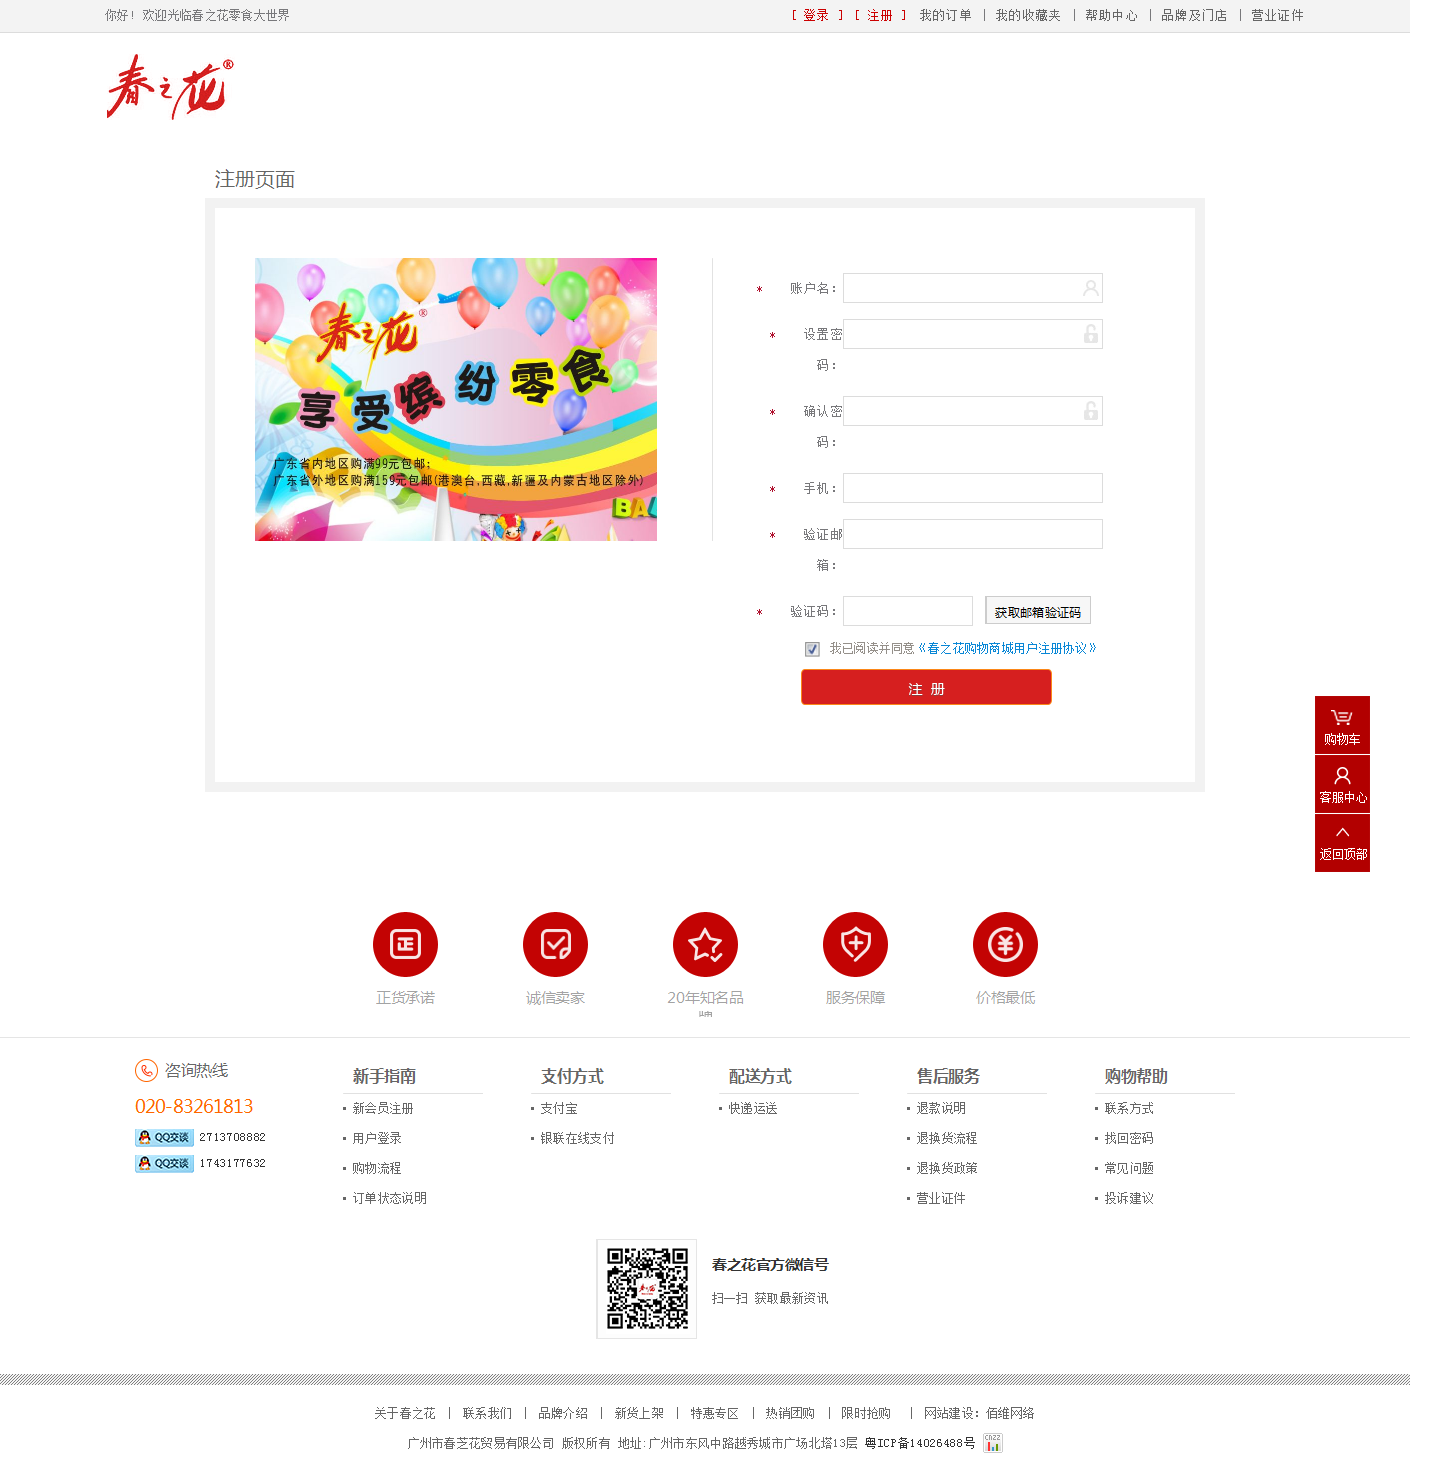 你好！欢迎光临春之花零食大世界
[ 登录 ] [ 注册 ] 我的订单 | 我的收藏夹 | 帮助中心 | 品牌及门店 | 营业证件
春之花®
注册页面
春之花®
享受缤纷零食
广东省内地区购满99元包邮;
广东省外地区购满159元包邮(港澳台,西藏,新疆及内蒙古地区除外)
* 账户名：
* 设置密
码：
* 确认密
码：
* 手机：
* 验证邮
箱：
* 验证码： 获取邮箱验证码
我已阅读并同意《春之花购物商城用户注册协议》
注 册
购物车
客服中心
返回顶部
正
正货承诺 诚信卖家 20年知名品 服务保障 价格最低
牌
咨询热线
020-83261813
QQ交谈 2713708882
QQ交谈 1743177632
新手指南
新会员注册
用户登录
购物流程
订单状态说明
支付方式
支付宝
银联在线支付
配送方式
快递运送
售后服务
退款说明
退换货流程
退换货政策
营业证件
购物帮助
联系方式
找回密码
常见问题
投诉建议
春之花官方微信号
扫一扫 获取最新资讯
关于春之花 | 联系我们 | 品牌介绍 | 新货上架 | 特惠专区 | 热销团购 | 限时抢购 | 网站建设：佰维网络
广州市春芝花贸易有限公司 版权所有 地址:广州市东风中路越秀城市广场北塔13层 粤ICP备14026488号